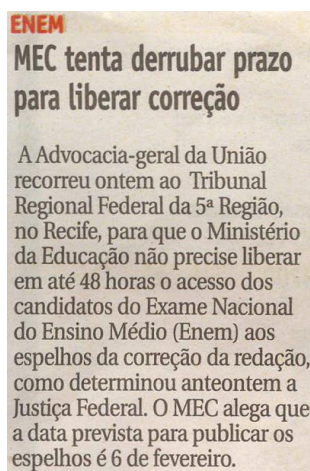 ENEM
MEC tenta derrubar prazo
para liberar correção
A Advocacia-geral da União
recorreu ontem ao Tribunal
Regional Federal da 5ª Região,
no Recife, para que o Ministério
da Educação não precise liberar
em até 48 horas o acesso dos
candidatos do Exame Nacional
do Ensino Médio (Enem) aos
espelhos da correção da redação,
como determinou anteontem a
Justiça Federal. O MEC alega que
a data prevista para publicar os
espelhos é 6 de fevereiro.